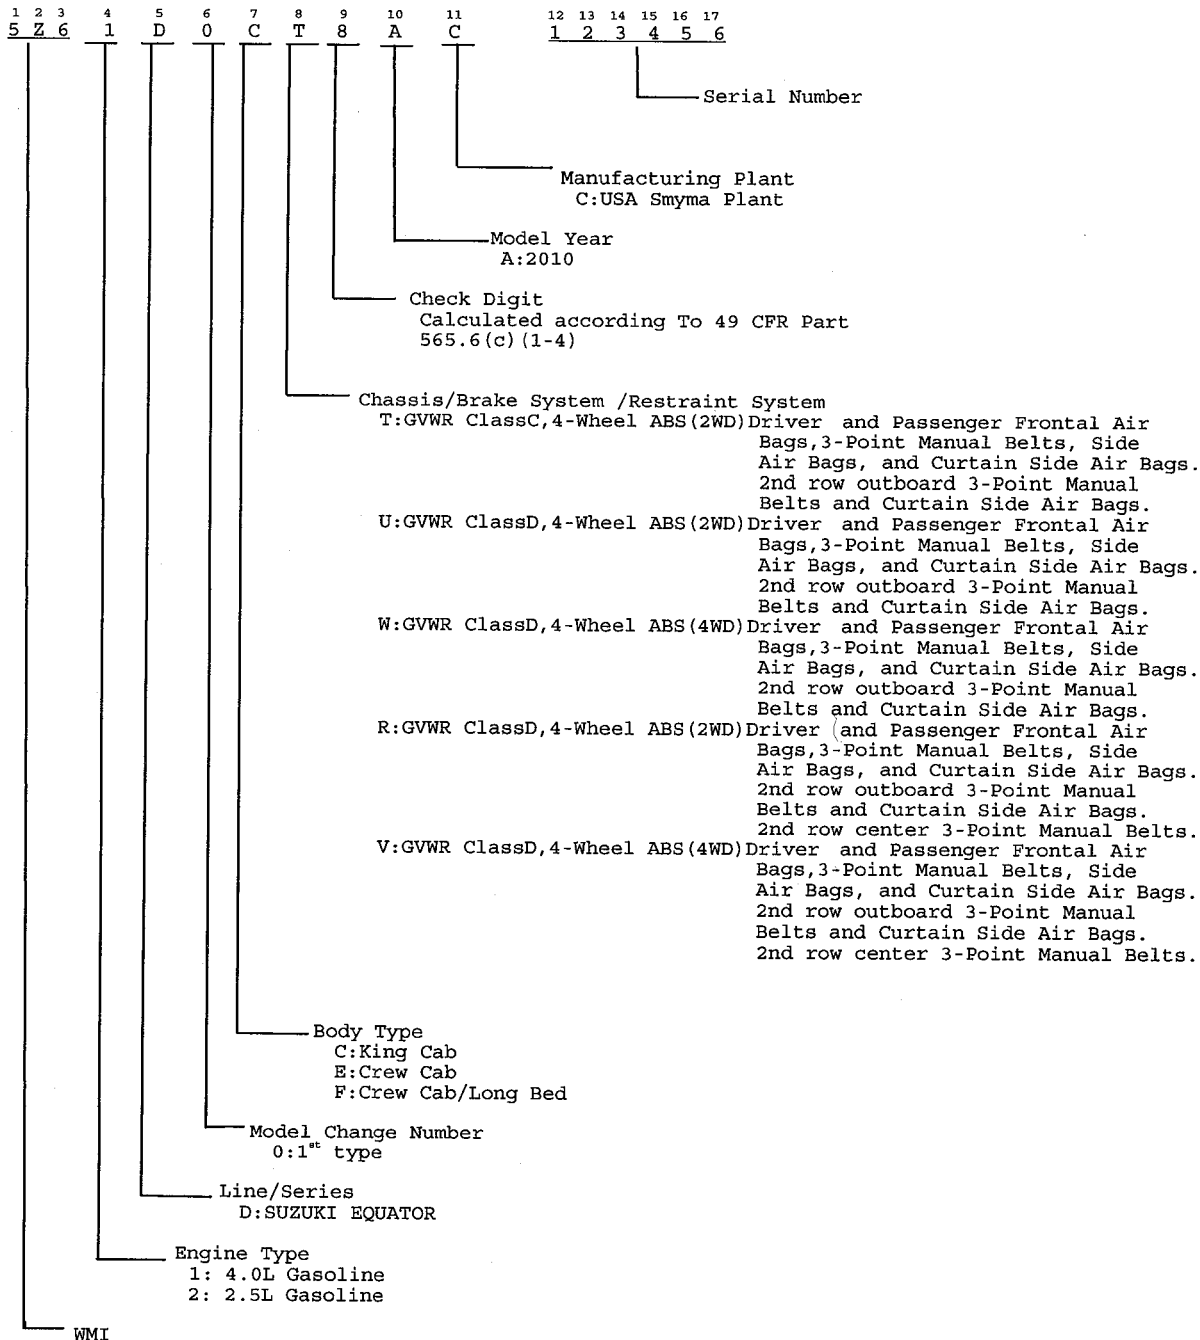 1 2 3 4 5 6 7 8 9 10 11 12 13 14 15 16 17
5 Z 6 1 D 0 C T 8 A C 1 2 3 4 5 6
Serial Number
Manufacturing Plant
C:USA Smyma Plant
Model Year
A:2010
Check Digit
Calculated according To 49 CFR Part
565.6(c)(1-4)
Chassis/Brake System /Restraint System
T:GVWR ClassC,4-Wheel ABS(2WD)Driver and Passenger Frontal Air
Bags,3-Point Manual Belts, Side
Air Bags, and Curtain Side Air Bags.
2nd row outboard 3-Point Manual
Belts and Curtain Side Air Bags.
U:GVWR ClassD,4-Wheel ABS(2WD)Driver and Passenger Frontal Air
Bags,3-Point Manual Belts, Side
Air Bags, and Curtain Side Air Bags.
2nd row outboard 3-Point Manual
Belts and Curtain Side Air Bags.
W:GVWR ClassD,4-Wheel ABS(4WD)Driver and Passenger Frontal Air
Bags,3-Point Manual Belts, Side
Air Bags, and Curtain Side Air Bags.
2nd row outboard 3-Point Manual
Belts and Curtain Side Air Bags.
R:GVWR ClassD,4-Wheel ABS(2WD)Driver and Passenger Frontal Air
Bags,3-Point Manual Belts, Side
Air Bags, and Curtain Side Air Bags.
2nd row outboard 3-Point Manual
Belts and Curtain Side Air Bags.
2nd row center 3-Point Manual Belts.
V:GVWR ClassD,4-Wheel ABS(4WD)Driver and Passenger Frontal Air
Bags,3-Point Manual Belts, Side
Air Bags, and Curtain Side Air Bags.
2nd row outboard 3-Point Manual
Belts and Curtain Side Air Bags.
2nd row center 3-Point Manual Belts.
Body Type
C:King Cab
E:Crew Cab
F:Crew Cab/Long Bed
Model Change Number
0:1st type
Line/Series
D:SUZUKI EQUATOR
Engine Type
1: 4.0L Gasoline
2: 2.5L Gasoline
WMI